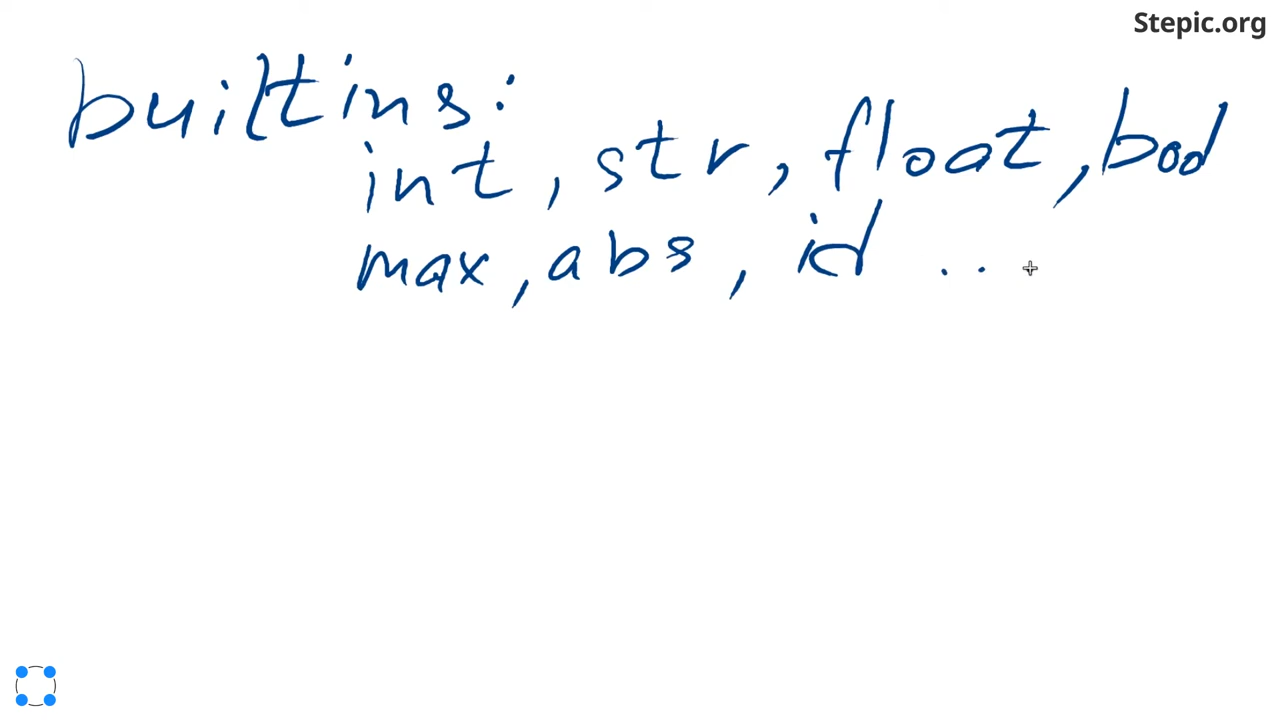 Stepic.org
builtins:
int, str, float, bool
max, abs, id ..